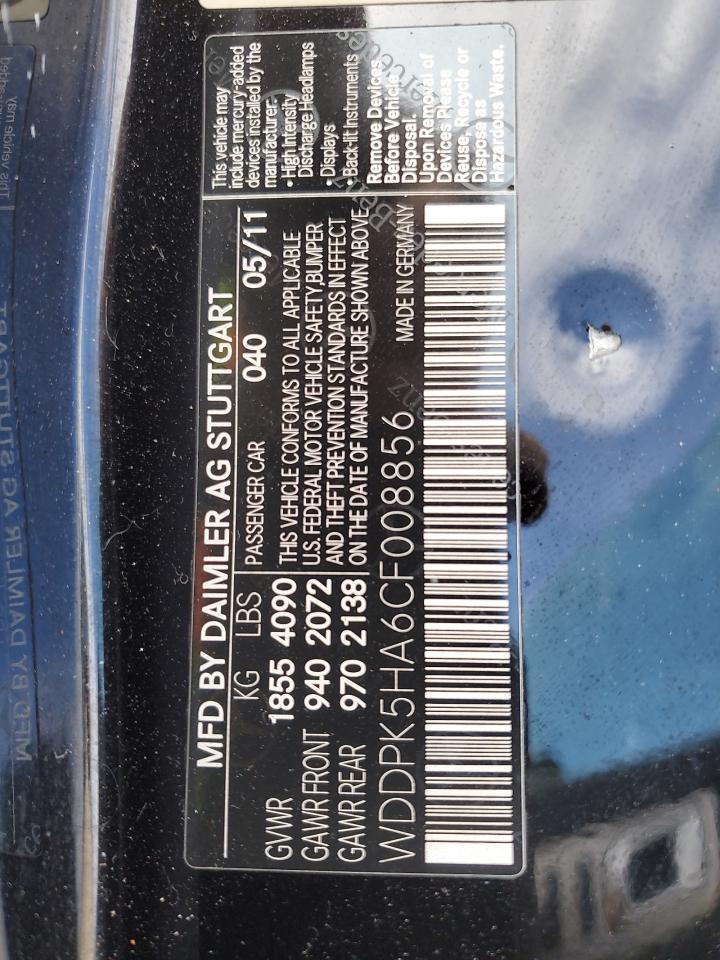 MFD BY DAIMLER AG STUTTGART
KG LBS
GVWR 1855 4090
GAWR FRONT 940 2072
GAWR REAR 970 2138
PASSENGER CAR 040 05/11
THIS VEHICLE CONFORMS TO ALL APPLICABLE
U.S. FEDERAL MOTOR VEHICLE SAFETY,BUMPER
AND THEFT PREVENTION STANDARDS IN EFFECT
ON THE DATE OF MANUFACTURE SHOWN ABOVE.
WDDPK5HA6CF008856 MADE IN GERMANY
This vehicle may
include mercury-added
devices installed by the
manufacturer:
• High Intensity
Discharge Headlamps
• Displays
• Back-lit Instruments
Remove Devices
Before Vehicle
Disposal.
Upon Removal of
Devices Please
Reuse, Recycle or
Dispose as
Hazardous Waste.